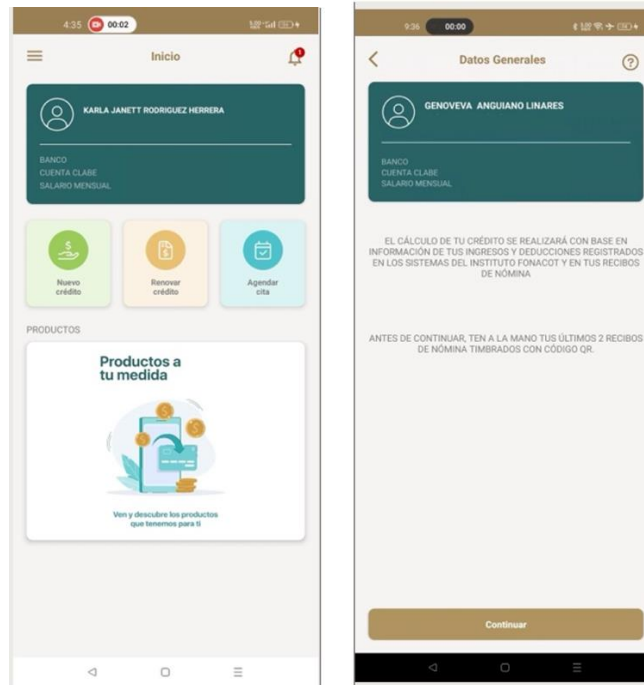 4:35
00:02
Inicio
KARLA JANETT RODRIGUEZ HERRERA
BANCO
CUENTA CLABE
SALARIO MENSUAL
Nuevo
crédito
Renovar
crédito
Agendar
cita
PRODUCTOS
Productos a
tu medida
Ven y descubre los productos
que tenemos para ti
9:36
00:00
Datos Generales
GENOVEVA ANGUIANO LINARES
BANCO
CUENTA CLABE
SALARIO MENSUAL
EL CÁLCULO DE TU CRÉDITO SE REALIZARÁ CON BASE EN
INFORMACIÓN DE TUS INGRESOS Y DEDUCCIONES REGISTRADOS
EN LOS SISTEMAS DEL INSTITUTO FONACOT Y EN TUS RECIBOS
DE NÓMINA
ANTES DE CONTINUAR, TEN A LA MANO TUS ÚLTIMOS 2 RECIBOS
DE NÓMINA TIMBRADOS CON CÓDIGO QR.
Continuar